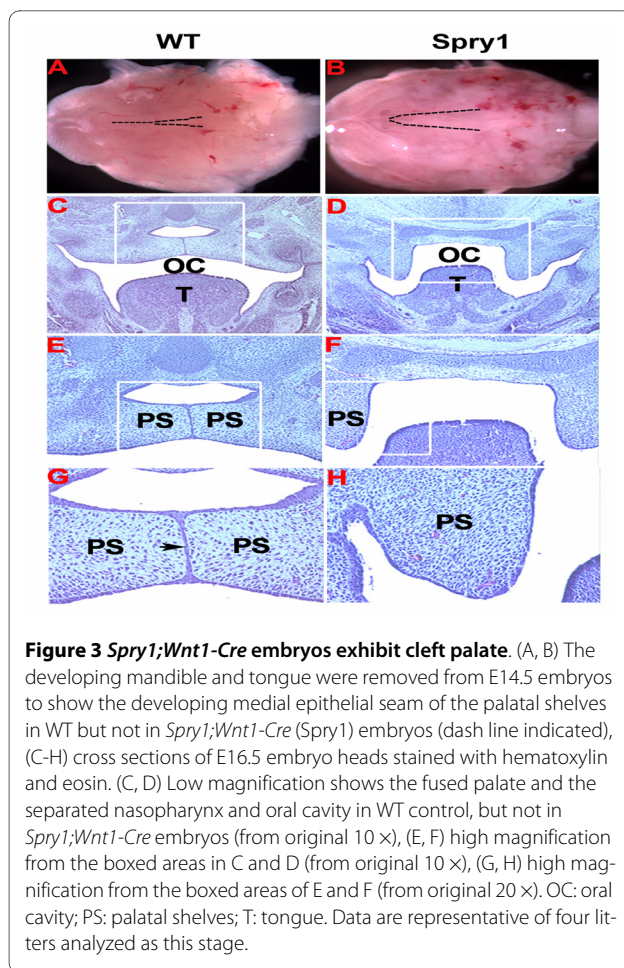 WT
Spry1
A
B
C
D
OC
OC
T
T
E
F
PS
PS
PS
G
H
PS
PS
PS
Figure 3 Spry1;Wnt1-Cre embryos exhibit cleft palate. (A, B) The
developing mandible and tongue were removed from E14.5 embryos
to show the developing medial epithelial seam of the palatal shelves
in WT but not in Spry1;Wnt1-Cre (Spry1) embryos (dash line indicated),
(C-H) cross sections of E16.5 embryo heads stained with hematoxylin
and eosin. (C, D) Low magnification shows the fused palate and the
separated nasopharynx and oral cavity in WT control, but not in
Spry1;Wnt1-Cre embryos (from original 10 ×), (E, F) high magnification
from the boxed areas in C and D (from original 10 ×), (G, H) high mag-
nification from the boxed areas of E and F (from original 20 ×). OC: oral
cavity; PS: palatal shelves; T: tongue. Data are representative of four lit-
ters analyzed as this stage.